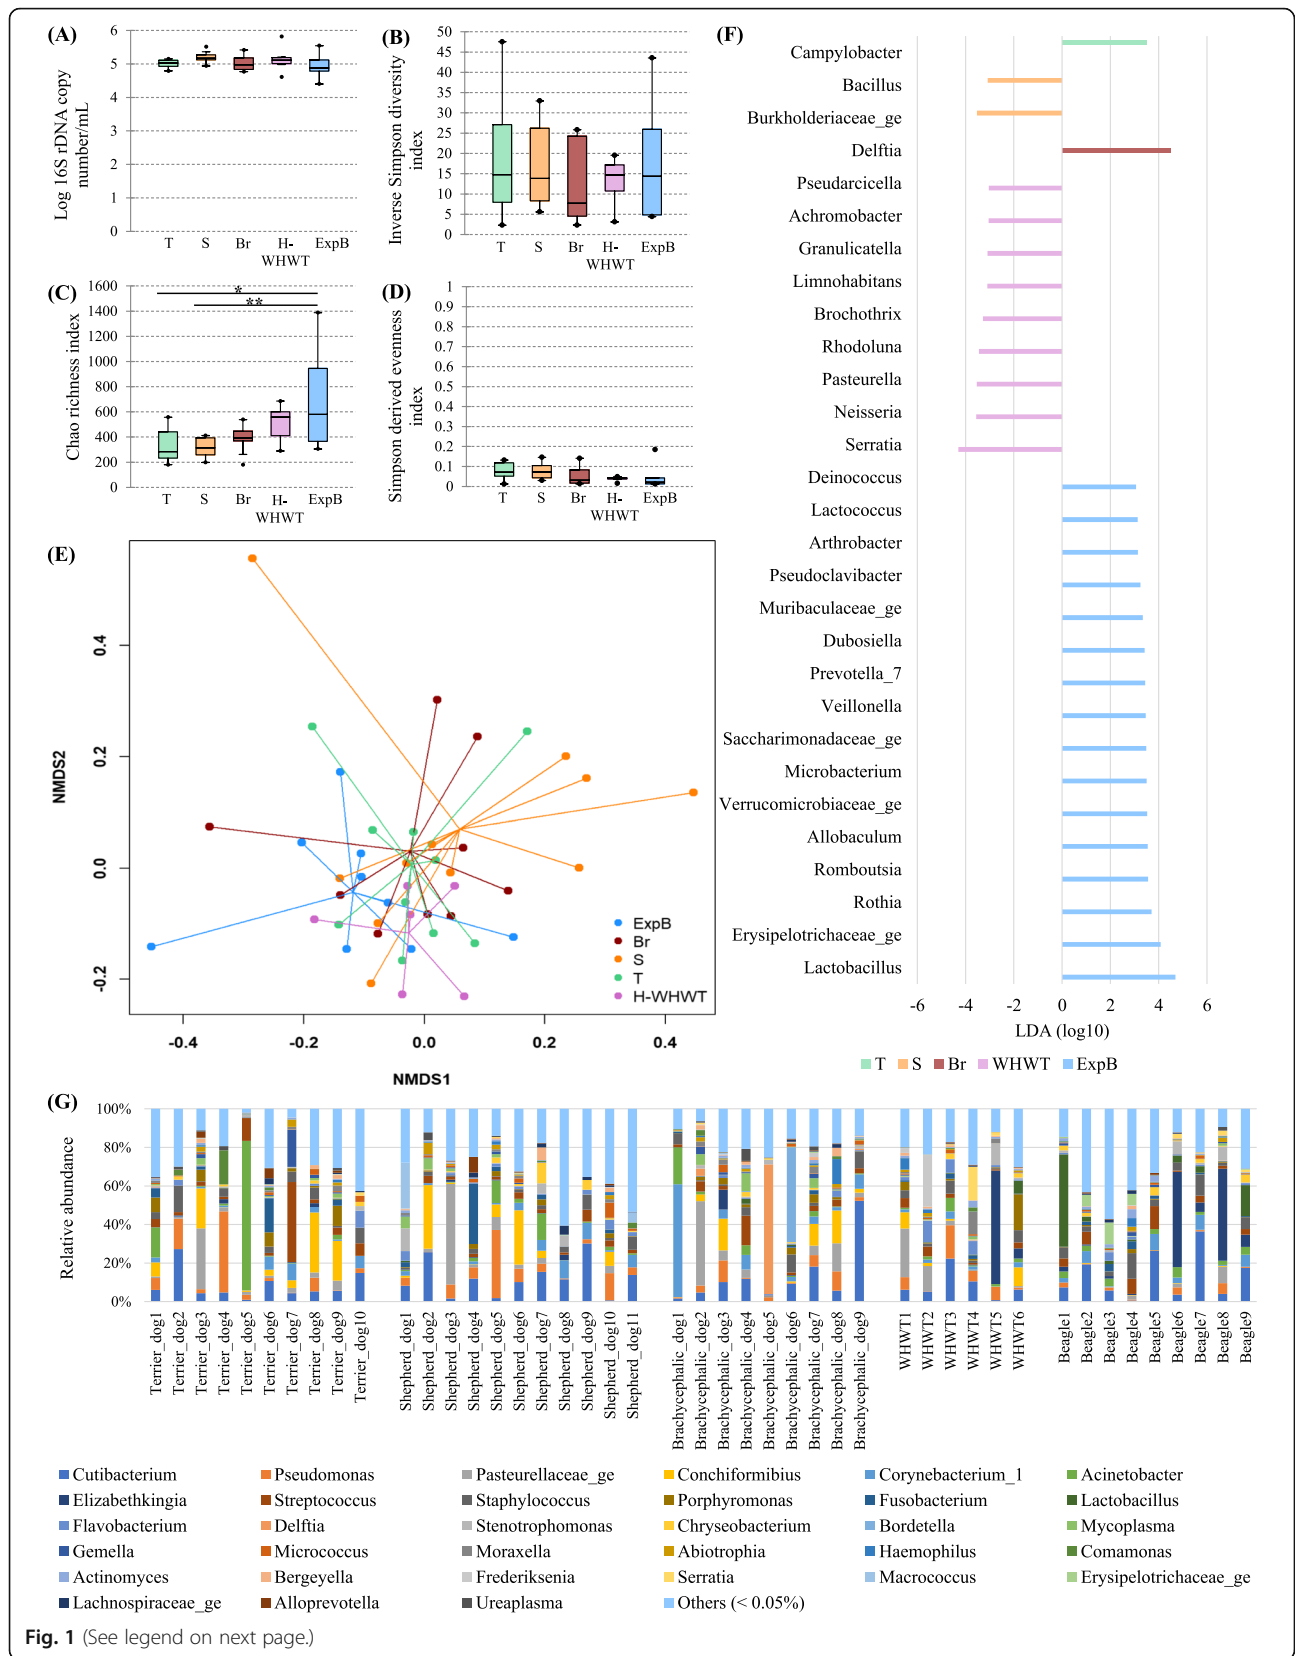 (A)
6
5
4
3
2
1
0
Log 16S rDNA copy
number/mL
T S Br H- ExpB
WHWT
(B)
50
45
40
35
30
25
20
15
10
5
0
Inverse Simpson diversity
index
T S Br H- ExpB
WHWT
(C)
1600
1400
1200
1000
800
600
400
200
0
Chao richness index
*
**
T S Br H- ExpB
WHWT
(D)
1
0.9
0.8
0.7
0.6
0.5
0.4
0.3
0.2
0.1
0
Simpson derived evenness
index
T S Br H- ExpB
WHWT
(E)
0.4
0.2
0.0
-0.2
NMDS2
ExpB
Br
S
T
H-WHWT
-0.4 -0.2 0.0 0.2 0.4
NMDS1
(F)
Campylobacter
Bacillus
Burkholderiaceae_ge
Delftia
Pseudarcicella
Achromobacter
Granulicatella
Limnohabitans
Brochothrix
Rhodoluna
Pasteurella
Neisseria
Serratia
Deinococcus
Lactococcus
Arthrobacter
Pseudoclavibacter
Muribaculaceae_ge
Dubosiella
Prevotella_7
Veillonella
Saccharimonadaceae_ge
Microbacterium
Verrucomicrobiaceae_ge
Allobaculum
Romboutsia
Rothia
Erysipelotrichaceae_ge
Lactobacillus
-6 -4 -2 0 2 4 6
LDA (log10)
T S Br WHWT ExpB
(G)
100%
80%
60%
40%
20%
0%
Relative abundance
Terrier_dog1
Terrier_dog2
Terrier_dog3
Terrier_dog4
Terrier_dog5
Terrier_dog6
Terrier_dog7
Terrier_dog8
Terrier_dog9
Terrier_dog10
Shepherd_dog1
Shepherd_dog2
Shepherd_dog3
Shepherd_dog4
Shepherd_dog5
Shepherd_dog6
Shepherd_dog7
Shepherd_dog8
Shepherd_dog9
Shepherd_dog10
Shepherd_dog11
Brachycephalic_dog1
Brachycephalic_dog2
Brachycephalic_dog3
Brachycephalic_dog4
Brachycephalic_dog5
Brachycephalic_dog6
Brachycephalic_dog7
Brachycephalic_dog8
Brachycephalic_dog9
WHWT1
WHWT2
WHWT3
WHWT4
WHWT5
WHWT6
Beagle1
Beagle2
Beagle3
Beagle4
Beagle5
Beagle6
Beagle7
Beagle8
Beagle9
Cutibacterium Pseudomonas Pasteurellaceae_ge Conchiformibius Corynebacterium_1 Acinetobacter
Elizabethkingia Streptococcus Staphylococcus Porphyromonas Fusobacterium Lactobacillus
Flavobacterium Delftia Stenotrophomonas Chryseobacterium Bordetella Mycoplasma
Gemella Micrococcus Moraxella Abiotrophia Haemophilus Comamonas
Actinomyces Bergeyella Frederiksenia Serratia Macrococcus Erysipelotrichaceae_ge
Lachnospiraceae_ge Alloprevotella Ureaplasma Others (< 0.05%)
Fig. 1 (See legend on next page.)